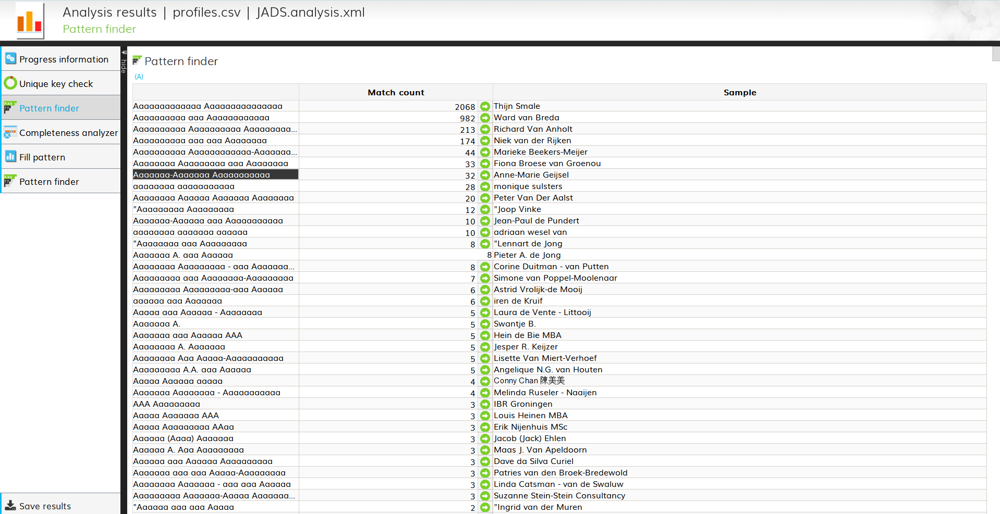 Analysis results | profiles.csv | JADS.analysis.xml
Pattern finder
Progress information
Unique key check
Pattern finder
Completeness analyzer
Fill pattern
Pattern finder
Save results
hide
Pattern finder
(A)
Match count Sample
Aaaaaaaaaaaaa Aaaaaaaaaaaaaaa 2068 Thijn Smale
Aaaaaaaaaa aaa Aaaaaaaaaaaa 982 Ward van Breda
Aaaaaaaaaa Aaaaaaaaaa Aaaaaaaaa... 213 Richard Van Anholt
Aaaaaaaaaa aaa aaa Aaaaaaaa 174 Niek van der Rijken
Aaaaaaaaaa Aaaaaaaaaaaa-Aaaaaaa... 44 Marieke Beekers-Meijer
Aaaaaaaa Aaaaaaaaa aaa Aaaaaaaa 33 Fiona Broese van Groenou
Aaaaaaa-Aaaaaaa Aaaaaaaaaaa 32 Anne-Marie Geijsel
aaaaaaaa aaaaaaaaaaa 28 monique sulsters
Aaaaaaaa Aaaaaa Aaaaaaa Aaaaaaaa 20 Peter Van Der Aalst
"Aaaaaaaaa Aaaaaaaaa 12 "Joop Vinke
Aaaaaaa-Aaaaaa aaa Aaaaaaaaaaa 10 Jean-Paul de Pundert
aaaaaaaa aaaaaaa aaaaaa 10 adriaan wesel van
"Aaaaaaaa aaa Aaaaaaaaa 8 "Lennart de Jong
Aaaaaaa A. aaa Aaaaaa 8 Pieter A. de Jong
Aaaaaaaa Aaaaaaaaa - aaa Aaaaaaa... 8 Corine Duitman - van Putten
Aaaaaaaaa aaa Aaaaaaaa-Aaaaaaaaa 7 Simone van Poppel-Moolenaar
Aaaaaaaaa Aaaaaaaaa-aaa Aaaaaa 6 Astrid Vrolijk-de Mooij
aaaaaa aaa Aaaaaaa 6 iren de Kruif
Aaaaa aaa Aaaaaa - Aaaaaaaa 5 Laura de Vente - Littooij
Aaaaaaa A. 5 Swantje B.
Aaaaaaa aaa Aaaaaa AAA 5 Hein de Bie MBA
Aaaaaaaa A. Aaaaaaa 5 Jesper R. Keijzer
Aaaaaaaa Aaa Aaaaa-Aaaaaaaaaaa 5 Lisette Van Miert-Verhoef
Aaaaaaaaa A.A. aaa Aaaaaa 5 Angelique N.G. van Houten
Aaaaa Aaaaaa aaaaa 4 Conny Chan 陳美美
Aaaaaaa Aaaaaaaa - Aaaaaaaaaaa 4 Melinda Ruseler - Naaijen
AAA Aaaaaaaaa 3 IBR Groningen
Aaaaa Aaaaaaa AAA 3 Louis Heinen MBA
Aaaaa Aaaaaaaaa AAaa 3 Erik Nijenhuis MSc
Aaaaaa (Aaaa) Aaaaaaa 3 Jacob (Jack) Ehlen
Aaaaaa A. Aaa Aaaaaaaaa 3 Maas J. Van Apeldoorn
Aaaaaa aaa Aaaaaa Aaaaaaaaaa 3 Dave da Silva Curiel
Aaaaaaa aaa aaa Aaaaa-Aaaaaaaaa 3 Patries van den Broek-Bredewold
Aaaaaaaa Aaaaaaa - aaa aaa Aaaaaa 3 Linda Catsman - van de Swaluw
Aaaaaaaaa Aaaaaaa-Aaaaa Aaaaaaa... 3 Suzanne Stein-Stein Consultancy
"Aaaaaa aaa aaa Aaaaa 2 "Ingrid van der Muren